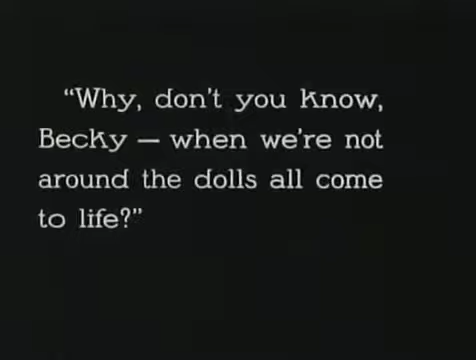 “Why, don't you know,
Becky — when we're not
around the dolls all come
to life?”